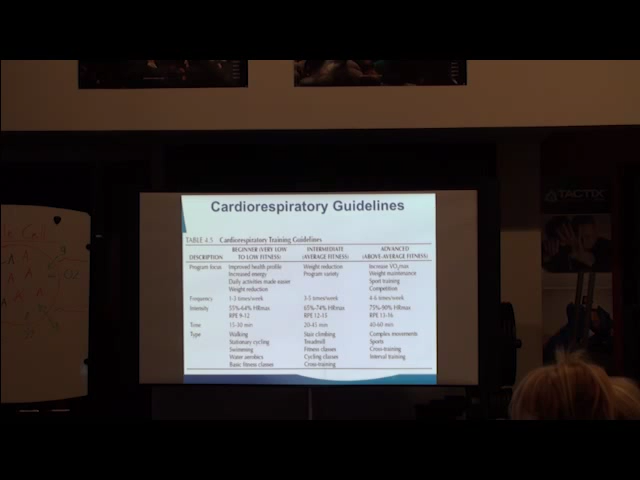 Cardiorespiratory Guidelines
TABLE 4.5 Cardiorespiratory Training Guidelines
DESCRIPTION BEGINNER (VERY LOW TO LOW FITNESS) INTERMEDIATE (AVERAGE FITNESS) ADVANCED (ABOVE-AVERAGE FITNESS)
Program focus Improved health profile Weight reduction Increase VO2max
Increased energy Program variety Weight maintenance
Daily activities made easier Sport training
Weight reduction Competition
Frequency 1-3 times/week 3-5 times/week 4-6 times/week
Intensity 55%-64% HRmax 65%-74% HRmax 75%-90% HRmax
RPE 9-12 RPE 12-13 RPE 13-16
Time 15-30 min 20-45 min 40-60 min
Type Walking Stair climbing Complex movements
Stationary cycling Treadmill Sports
Swimming Fitness classes Cross-training
Water aerobics Cycling classes Interval training
Basic fitness classes Cross-training
TACTIX